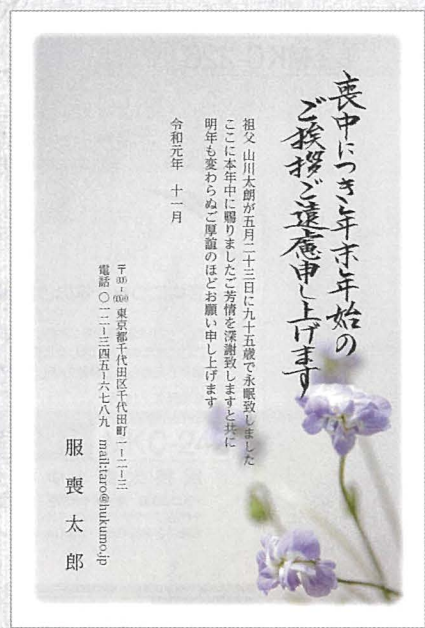 喪中につき年末年始の
ご挨拶ご遠慮申し上げます
祖父 山川太朗が五月二十三日に九十五歳で永眠致しました
ここに本年中に賜りましたご芳情を深謝致しますと共に
明年も変わらぬご厚誼のほどお願い申し上げます
令和元年 十一月
〒000-0000 東京都千代田区千代田町一-二-三
電話 〇一二-三四五-六七八九 mail:taro@hukumo.jp
服 喪 太 郎